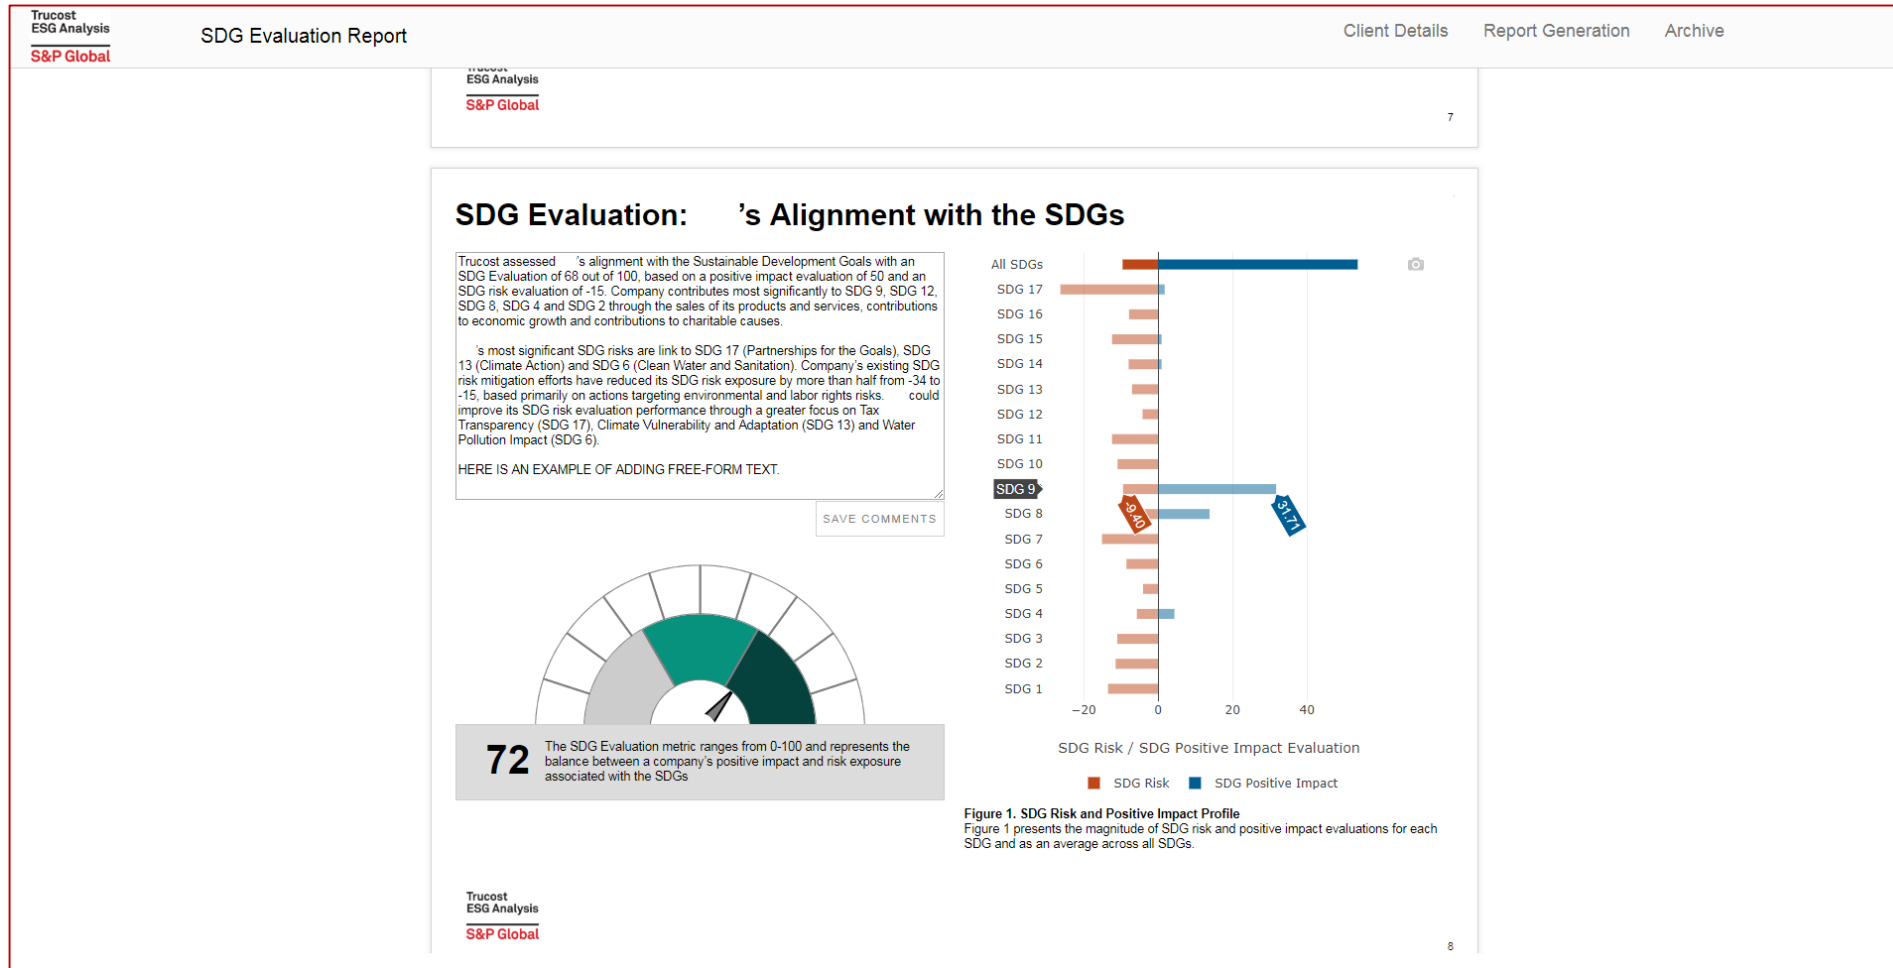 Trucost
ESG Analysis
S&P Global
SDG Evaluation Report
Client Details
Report Generation
Archive
ESG Analysis
S&P Global
7
SDG Evaluation: 's Alignment with the SDGs
Trucost assessed 's alignment with the Sustainable Development Goals with an
SDG Evaluation of 68 out of 100, based on a positive impact evaluation of 50 and an
SDG risk evaluation of -15. Company contributes most significantly to SDG 9, SDG 12,
SDG 8, SDG 4 and SDG 2 through the sales of its products and services, contributions
to economic growth and contributions to charitable causes.
's most significant SDG risks are link to SDG 17 (Partnerships for the Goals), SDG
13 (Climate Action) and SDG 6 (Clean Water and Sanitation). Company's existing SDG
risk mitigation efforts have reduced its SDG risk exposure by more than half from -34 to
-15, based primarily on actions targeting environmental and labor rights risks. could
improve its SDG risk evaluation performance through a greater focus on Tax
Transparency (SDG 17), Climate Vulnerability and Adaptation (SDG 13) and Water
Pollution Impact (SDG 6).
HERE IS AN EXAMPLE OF ADDING FREE-FORM TEXT.
SAVE COMMENTS
72
The SDG Evaluation metric ranges from 0-100 and represents the
balance between a company's positive impact and risk exposure
associated with the SDGs
All SDGs
SDG 17
SDG 16
SDG 15
SDG 14
SDG 13
SDG 12
SDG 11
SDG 10
SDG 9
-9.40
31.71
SDG 8
SDG 7
SDG 6
SDG 5
SDG 4
SDG 3
SDG 2
SDG 1
−20 0 20 40
SDG Risk / SDG Positive Impact Evaluation
SDG Risk
SDG Positive Impact
Figure 1. SDG Risk and Positive Impact Profile
Figure 1 presents the magnitude of SDG risk and positive impact evaluations for each
SDG and as an average across all SDGs.
Trucost
ESG Analysis
S&P Global
8